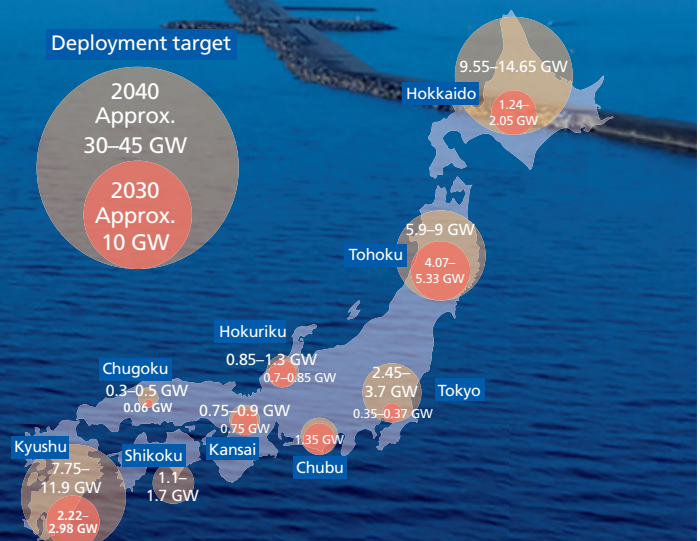 Deployment target
2040
Approx.
30–45 GW
2030
Approx.
10 GW
9.55–14.65 GW
Hokkaido
1.24–
2.05 GW
5.9–9 GW
Tohoku
4.07–
5.33 GW
Hokuriku
0.85–1.3 GW
0.7–0.85 GW
Chugoku
0.3–0.5 GW
0.06 GW
2.45–
3.7 GW
Tokyo
0.35–0.37 GW
0.75–0.9 GW
0.75 GW
Kansai
1.35 GW
Chubu
Kyushu
7.75–
11.9 GW
2.22–
2.98 GW
Shikoku
1.1–
1.7 GW